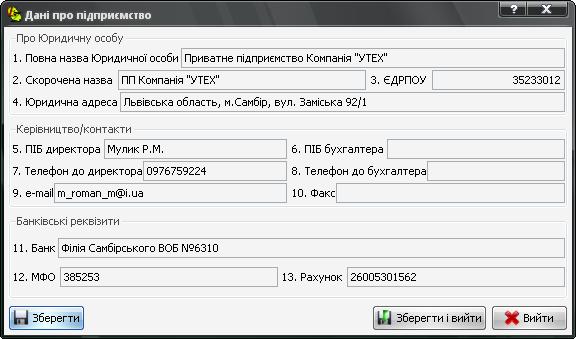 Дані про підприємство
Про Юридичну особу
1. Повна назва Юридичної особи Приватне підприємство Компанія "УТЕХ"
2. Скорочена назва ПП Компанія "УТЕХ" 3. ЄДРПОУ 35233012
4. Юридична адреса Львівська область, м.Самбір, вул. Заміська 92/1
Керівництво/контакти
5. ПІБ директора Мулик Р.М. 6. ПІБ бухгалтера
7. Телефон до директора 0976759224 8. Телефон до бухгалтера
9. e-mail m_roman_m@i.ua 10. Факс
Банківські реквізити
11. Банк Філія Самбірського ВОБ №6310
12. МФО 385253 13. Рахунок 26005301562
Зберегти Зберегти і вийти Вийти